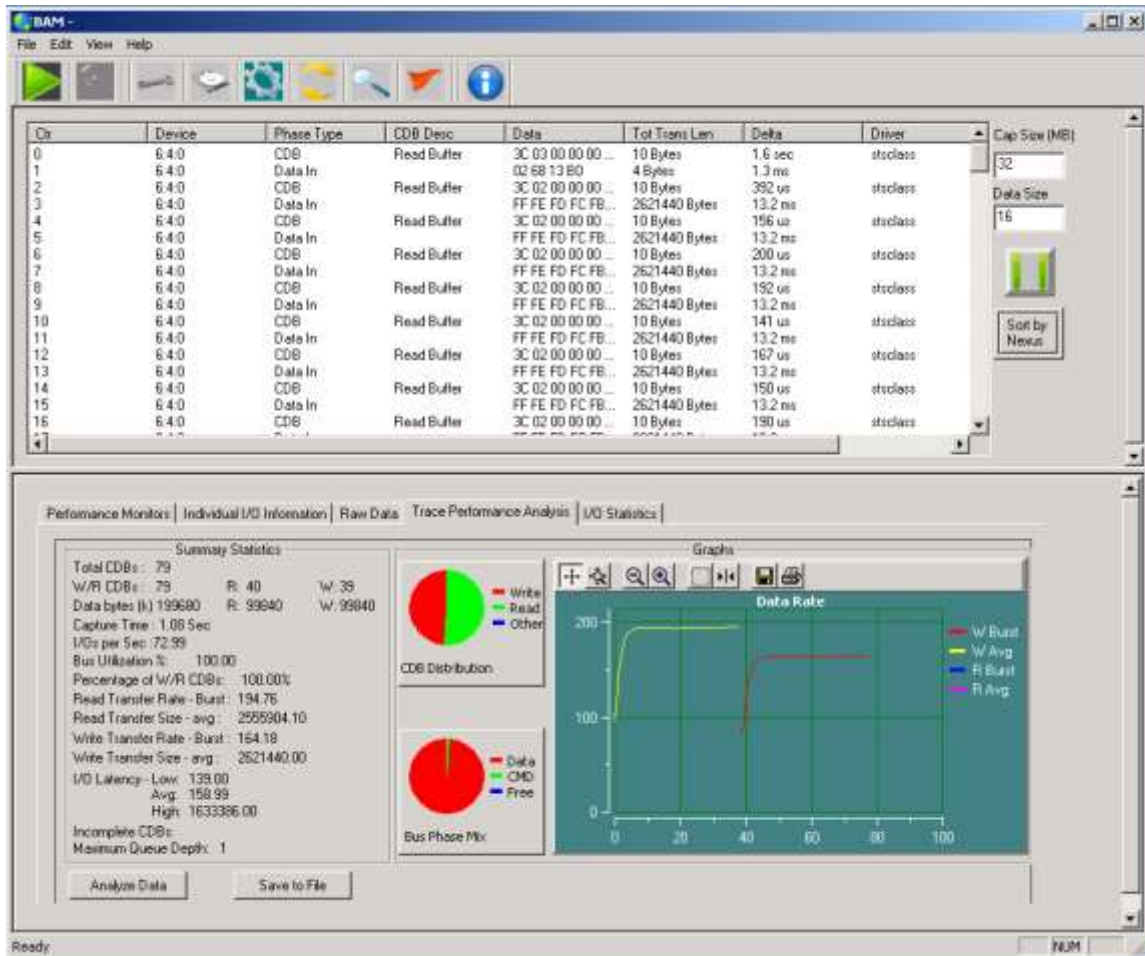 BAM -
File Edit View Help
Ctr Device Phase Type CDB Desc Data Tot Trans Len Delta Driver
0 6:4:0 CDB Read Buffer 3C 03 00 00 00 ... 10 Bytes 1.6 sec stsclass
1 6:4:0 Data In 02 68 13 80 4 Bytes 1.3 ms
2 6:4:0 CDB Read Buffer 3C 02 00 00 00 ... 10 Bytes 392 us stsclass
3 6:4:0 Data In FF FE FD FC FB... 2621440 Bytes 13.2 ms
4 6:4:0 CDB Read Buffer 3C 02 00 00 00 ... 10 Bytes 156 us stsclass
5 6:4:0 Data In FF FE FD FC FB... 2621440 Bytes 13.2 ms
6 6:4:0 CDB Read Buffer 3C 02 00 00 00 ... 10 Bytes 200 us stsclass
7 6:4:0 Data In FF FE FD FC FB... 2621440 Bytes 13.2 ms
8 6:4:0 CDB Read Buffer 3C 02 00 00 00 ... 10 Bytes 192 us stsclass
9 6:4:0 Data In FF FE FD FC FB... 2621440 Bytes 13.2 ms
10 6:4:0 CDB Read Buffer 3C 02 00 00 00 ... 10 Bytes 141 us stsclass
11 6:4:0 Data In FF FE FD FC FB... 2621440 Bytes 13.2 ms
12 6:4:0 CDB Read Buffer 3C 02 00 00 00 ... 10 Bytes 167 us stsclass
13 6:4:0 Data In FF FE FD FC FB... 2621440 Bytes 13.2 ms
14 6:4:0 CDB Read Buffer 3C 02 00 00 00 ... 10 Bytes 150 us stsclass
15 6:4:0 Data In FF FE FD FC FB... 2621440 Bytes 13.2 ms
16 6:4:0 CDB Read Buffer 3C 02 00 00 00 ... 10 Bytes 190 us stsclass
Cap Size (MB)
32
Data Size
16
Sort by
Nexus
Performance Monitors Individual I/O Information Raw Data Trace Performance Analysis I/O Statistics
Summary Statistics
Total CDBs : 79
W/R CDBs: 79 R: 40 W: 39
Data bytes (k) 199680 R: 99840 W: 99840
Capture Time : 1.08 Sec
I/Os per Sec :72.99
Bus Utilization %: 100.00
Percentage of W/R CDBs: 100.00%
Read Transfer Rate - Burst : 194.76
Read Transfer Size - avg : 2555904.10
Write Transfer Rate - Burst : 164.18
Write Transfer Size - avg : 2621440.00
I/O Latency - Low: 139.00
Avg: 158.99
High: 1633386.00
Incomplete CDBs:
Maximum Queue Depth: 1
Analyze Data Save to File
Write
Read
Other
CDB Distribution
Data
CMD
Free
Bus Phase Mix
Graphs
Data Rate
200
100
0
0 20 40 60 80 100
W Burst
W Avg
R Burst
R Avg
Ready NUM